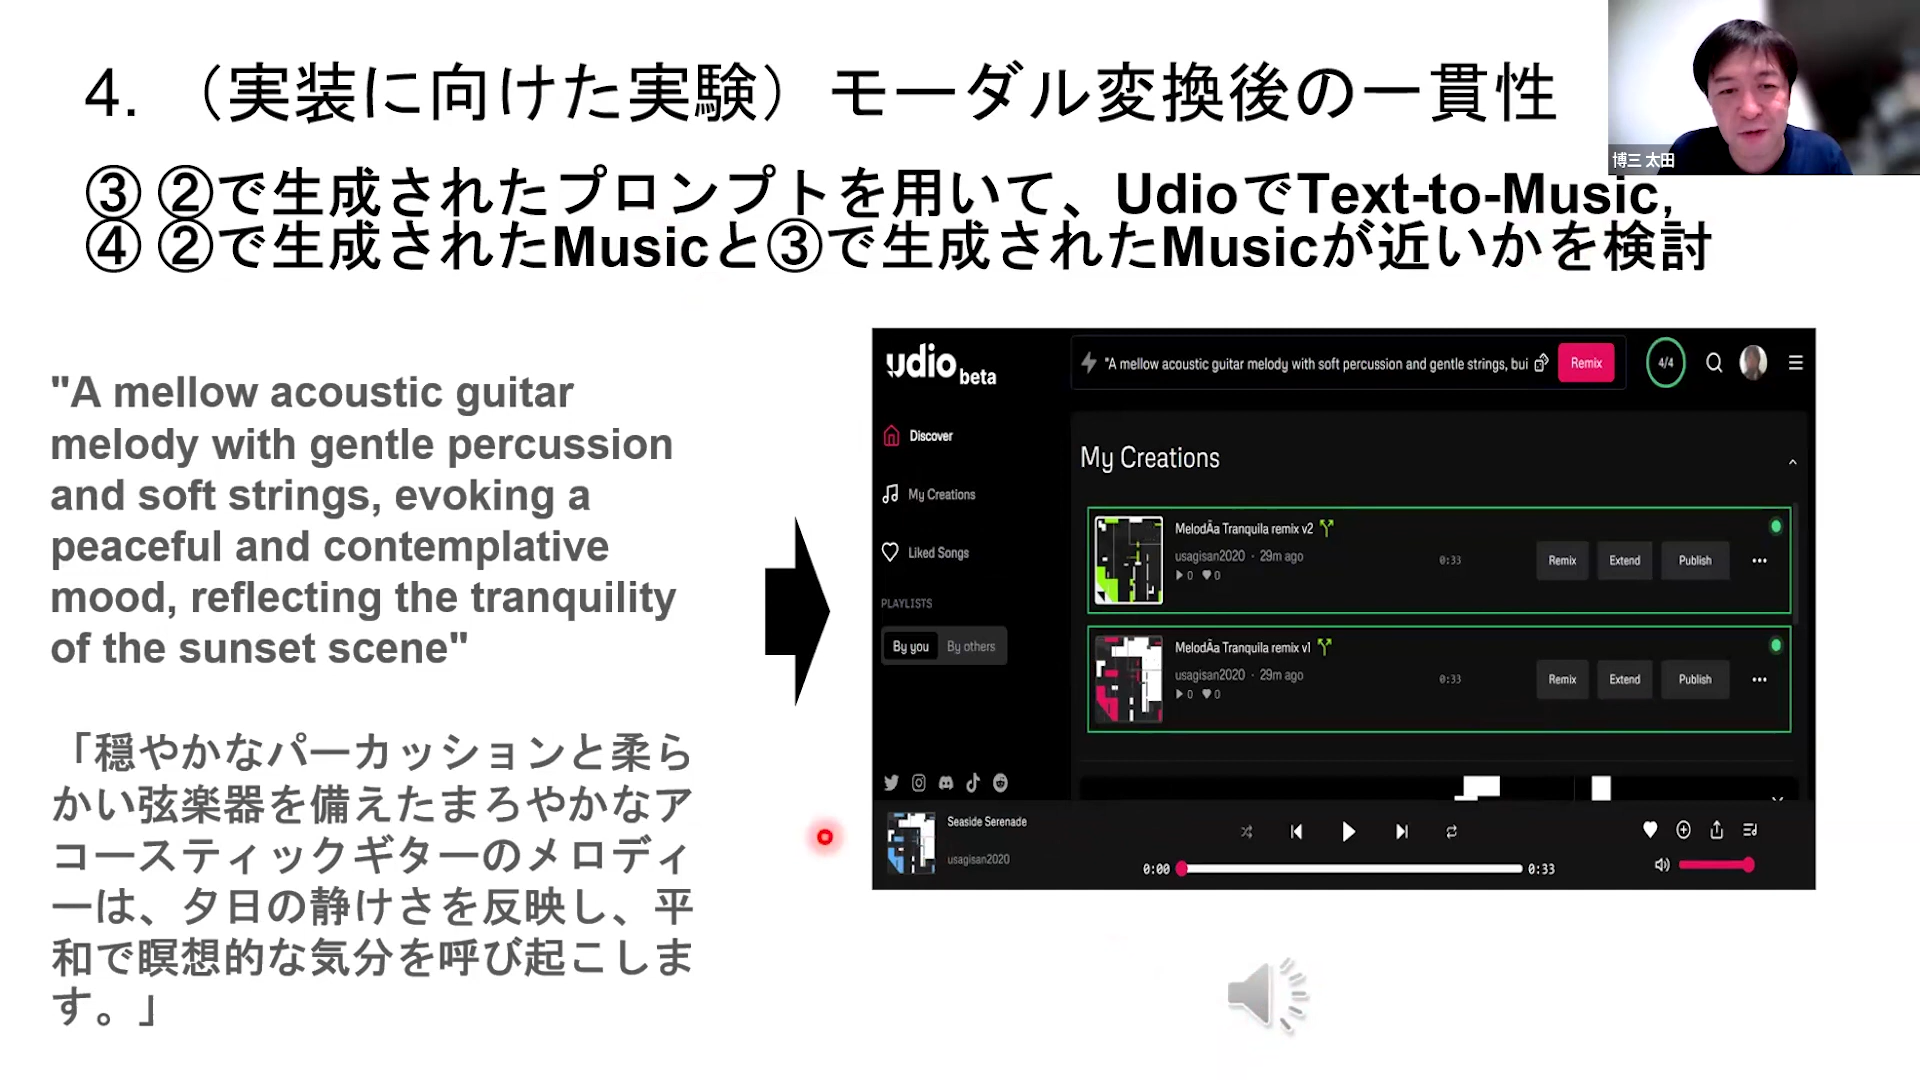 4. （実装に向けた実験）モーダル変換後の一貫性
博三 太田
③ ②で生成されたプロンプトを用いて、UdioでText-to-Music,
④ ②で生成されたMusicと③で生成されたMusicが近いかを検討
"A mellow acoustic guitar
melody with gentle percussion
and soft strings, evoking a
peaceful and contemplative
mood, reflecting the tranquility
of the sunset scene"
「穏やかなパーカッションと柔ら
かい弦楽器を備えたまろやかなア
コースティックギターのメロディ
ーは、夕日の静けさを反映し、平
和で瞑想的な気分を呼び起こしま
す。」
udio beta
"A mellow acoustic guitar melody with soft percussion and gentle strings, bui
Remix
4/4
Discover
My Creations
Liked Songs
PLAYLISTS
By you
By others
My Creations
MelodÃa Tranquila remix v2
usagisan2020 · 29m ago
0 0
0:33
Remix
Extend
Publish
MelodÃa Tranquila remix v1
usagisan2020 · 29m ago
0 0
0:33
Remix
Extend
Publish
Seaside Serenade
usagisan2020
0:00
0:33